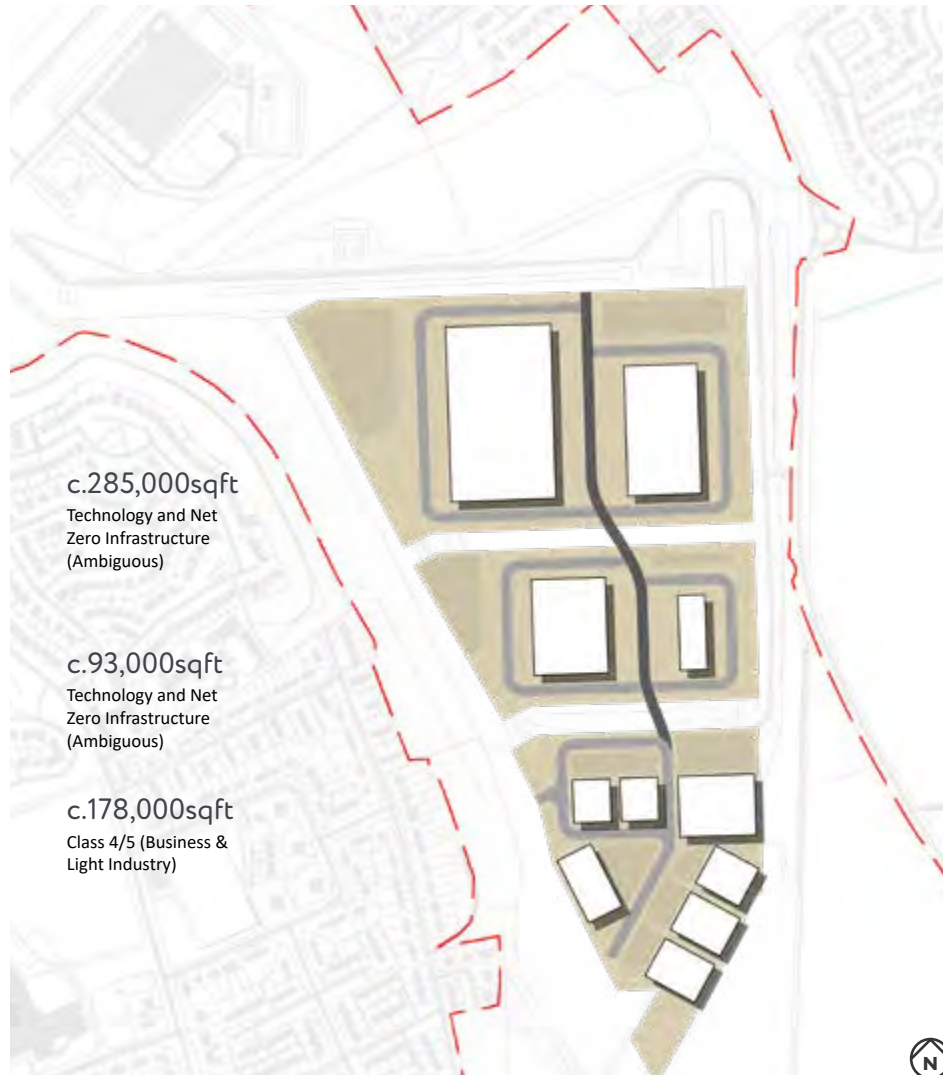 c.285,000sqft
Technology and Net
Zero Infrastructure
(Ambiguous)
c.93,000sqft
Technology and Net
Zero Infrastructure
(Ambiguous)
c.178,000sqft
Class 4/5 (Business &
Light Industry)
N